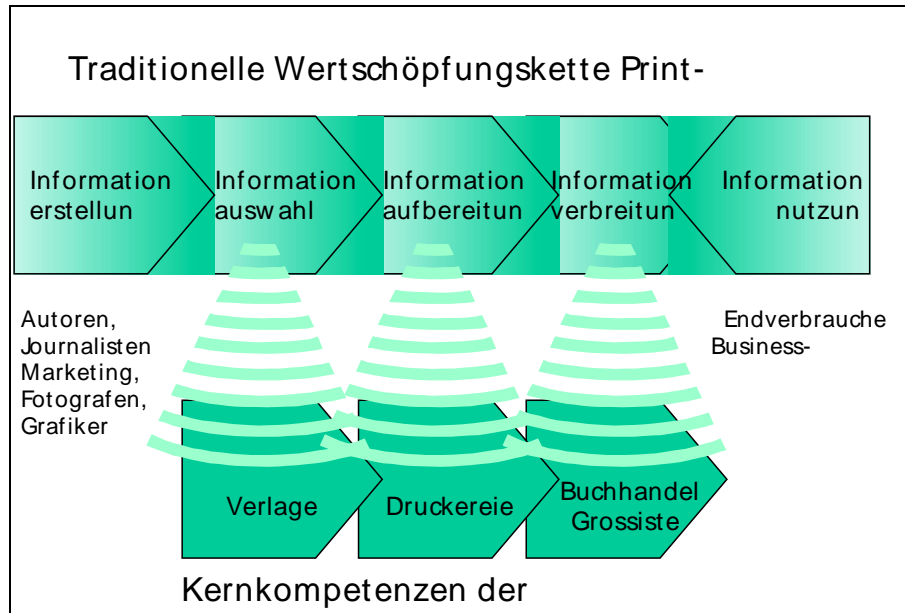 Traditionelle Wertschöpfungskette Print-
Information
erstellun
Information
auswahl
Information
aufbereitun
Information
verbreitun
Information
nutzun
Autoren,
Journalisten
Marketing,
Fotografen,
Grafiker
Endverbrauche
Business-
Verlage
Druckereie
Buchhandel
Grossiste
Kernkompetenzen der